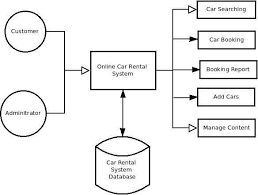 Car Searching
Customer
Car Booking
Online Car Rental
System
Booking Report
Add Cars
Adminitrator
Manage Content
Car Rental
System
Database